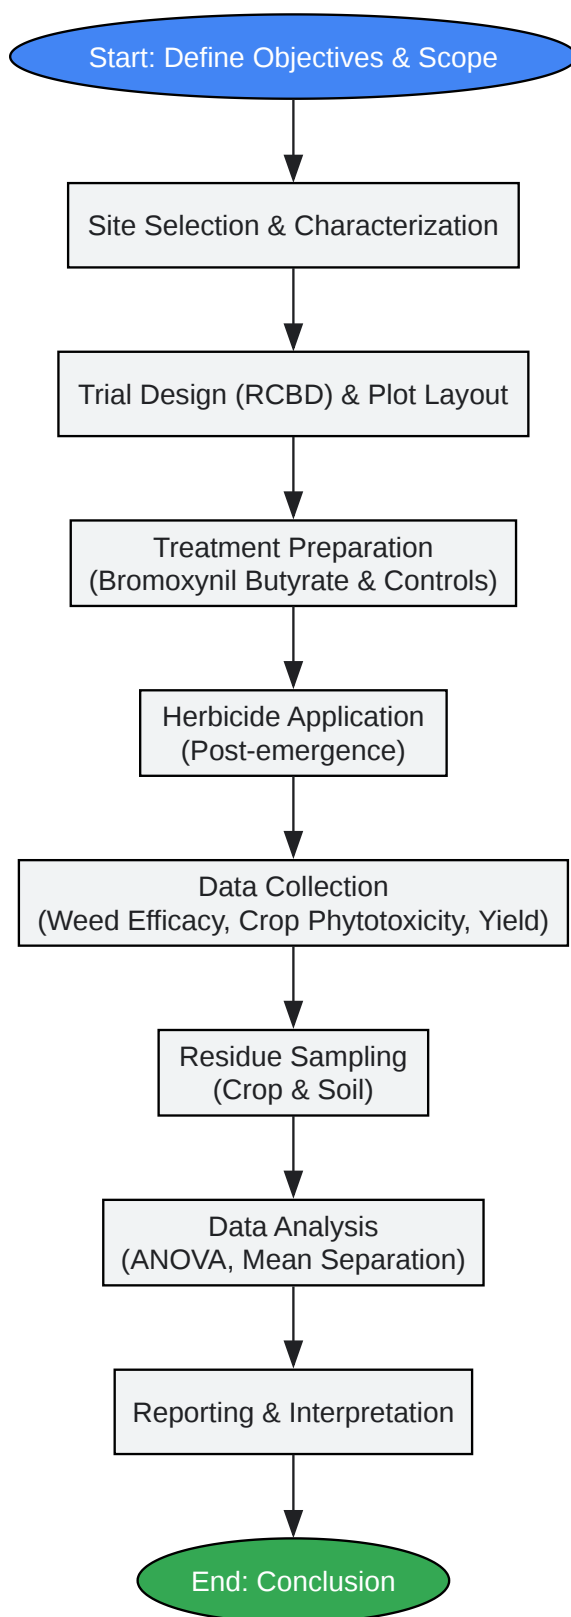 Start: Define Objectives & Scope
Site Selection & Characterization
Trial Design (RCBD) & Plot Layout
Treatment Preparation
(Bromoxynil Butyrate & Controls)
Herbicide Application
(Post-emergence)
Data Collection
(Weed Efficacy, Crop Phytotoxicity, Yield)
Residue Sampling
(Crop & Soil)
Data Analysis
(ANOVA, Mean Separation)
Reporting & Interpretation
End: Conclusion